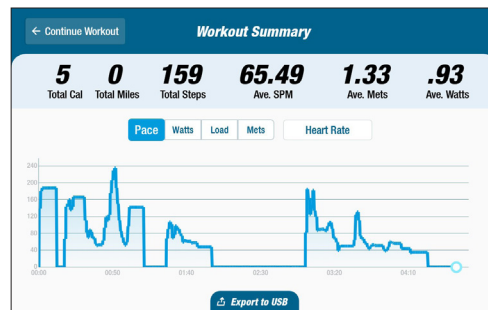 ← Continue Workout
Workout Summary
5 0 159 65.49 1.33 .93
Total Cal Total Miles Total Steps Ave. SPM Ave. Mets Ave. Watts
Pace Watts Load Mets Heart Rate
240
200
160
120
80
40
0
00:00 00:50 01:40 02:30 03:20 04:10
Export to USB